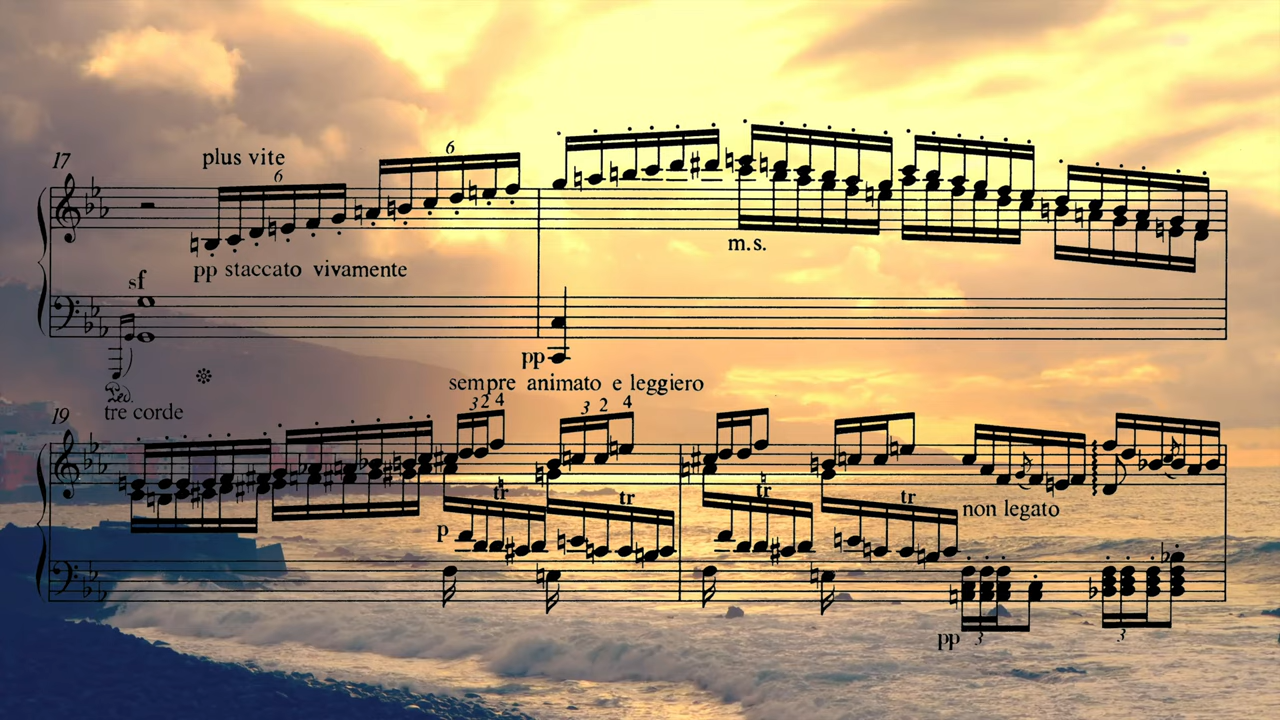 17
plus vite
6
6
m.s.
pp staccato vivamente
sf
pp
Ped.
tre corde
sempre animato e leggiero
3 2 4
3 2 4
19
tr
tr
tr
tr
non legato
p
pp
3
3